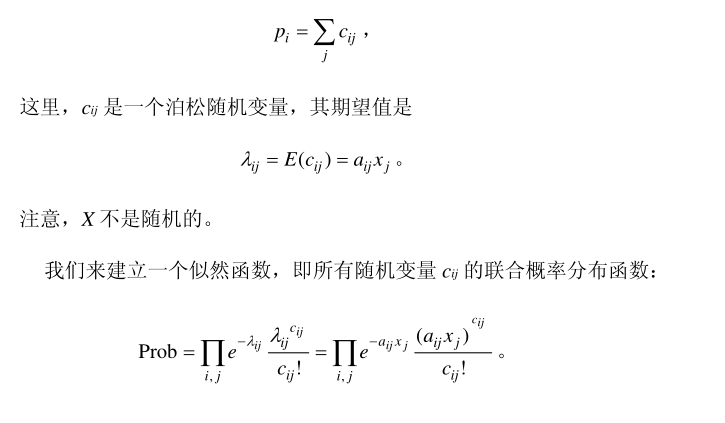 $p_i = \sum_j c_{ij}$ ，
这里，$c_{ij}$ 是一个泊松随机变量，其期望值是
$\lambda_{ij} = E(c_{ij}) = a_{ij} x_j$ 。
注意，$X$ 不是随机的。
我们来建立一个似然函数，即所有随机变量 $c_{ij}$ 的联合概率分布函数：
$\text{Prob} = \prod_{i,j} e^{-\lambda_{ij}} \frac{\lambda_{ij}^{c_{ij}}}{c_{ij}!} = \prod_{i,j} e^{-a_{ij} x_j} \frac{(a_{ij} x_j)^{c_{ij}}}{c_{ij}!}$ 。